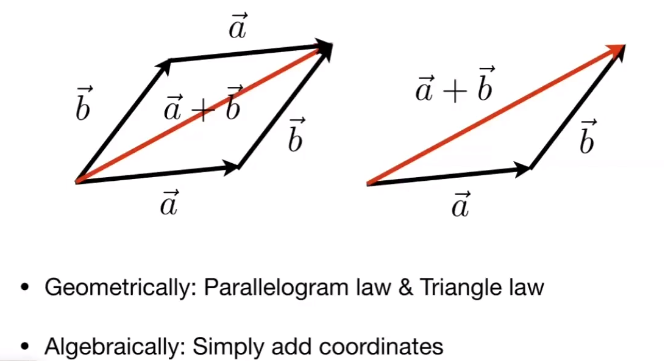 $\vec{a}$
$\vec{b}$
$\vec{a}+\vec{b}$
$\vec{b}$
$\vec{a}$
$\vec{a}+\vec{b}$
$\vec{b}$
$\vec{a}$
• Geometrically: Parallelogram law & Triangle law
• Algebraically: Simply add coordinates